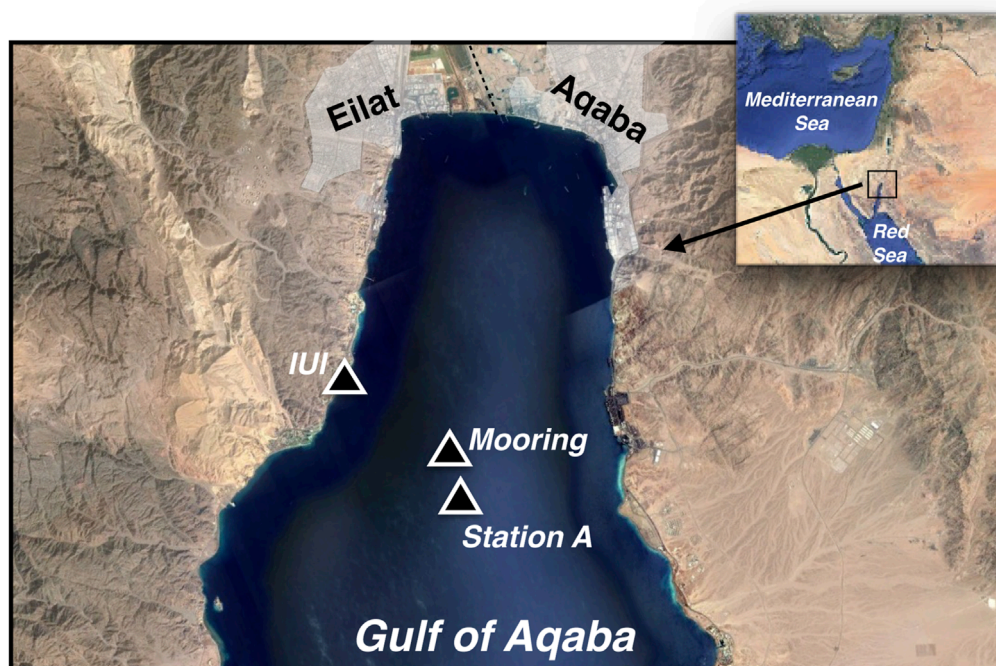 Eilat
Aqaba
Mediterranean
Sea
Red
Sea
IUI
Mooring
Station A
Gulf of Aqaba